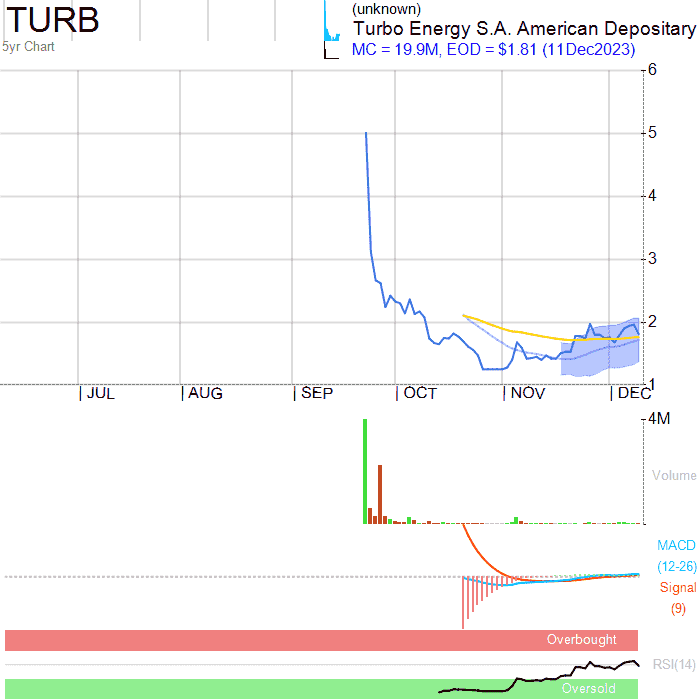 TURB
5yr Chart
(unknown)
Turbo Energy S.A. American Depositary
MC = 19.9M, EOD = $1.81 (11Dec2023)
6
5
4
3
2
1
JUL
AUG
SEP
OCT
NOV
DEC
4M
Volume
MACD
(12-26)
Signal
(9)
Overbought
RSI(14)
Oversold